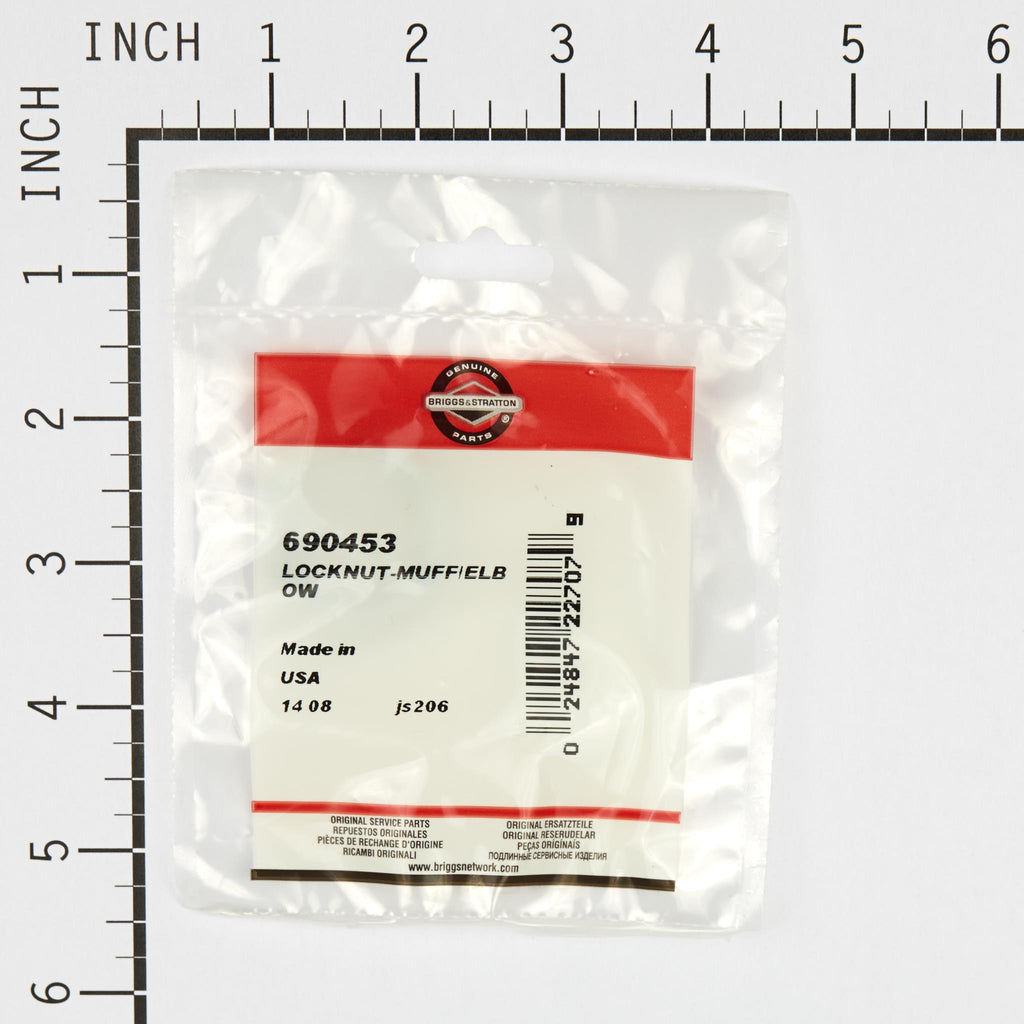 INCH 1 2 3 4 5 6
INCH
1
2
3
4
5
6
GENUINE
BRIGGS&STRATTON
®
PARTS
690453
LOCKNUT-MUFF/ELB
OW
Made in
USA
14 08 js206
0 24847 22707 9
ORIGINAL SERVICE PARTS
REPUESTOS ORIGINALES
PIÈCES DE RECHANGE D'ORIGINE
RICAMBI ORIGINALI
ORIGINAL ERSATZTEILE
ORIGINAL RESERUDELAR
PEÇAS ORIGINAIS
ПОДЛИННЫЕ СЕРВИСНЫЕ ИЗДЕЛИЯ
www.briggsnetwork.com